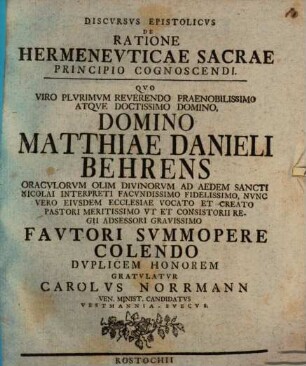 DISCVRSVS EPISTOLICVS
DE
RATIONE
HERMENEVTICAE SACRAE
PRINCIPIO COGNOSCENDI.
QVO
VIRO PLVRIMVM REVERENDO PRAENOBILISSIMO
ATQVE DOCTISSIMO DOMINO,
DOMINO
MATTHIAE DANIELI
BEHRENS
ORACVLORVM OLIM DIVINORVM AD AEDEM SANCTI
NICOLAI INTERPRETI FACVNDISSIMO FIDELISSIMO, NVNC
VERO EIVSDEM ECCLESIAE VOCATO ET CREATO
PASTORI MERITISSIMO VT ET CONSISTORII RE-
GII ADSESSORI GRAVISSIMO
FAVTORI SVMMOPERE
COLENDO
DVPLICEM HONOREM
GRATVLATVR
CAROLVS NORRMANN
VEN. MINIST. CANDIDATVS
VESTMANNIA-SVECVS.
ROSTOCHII